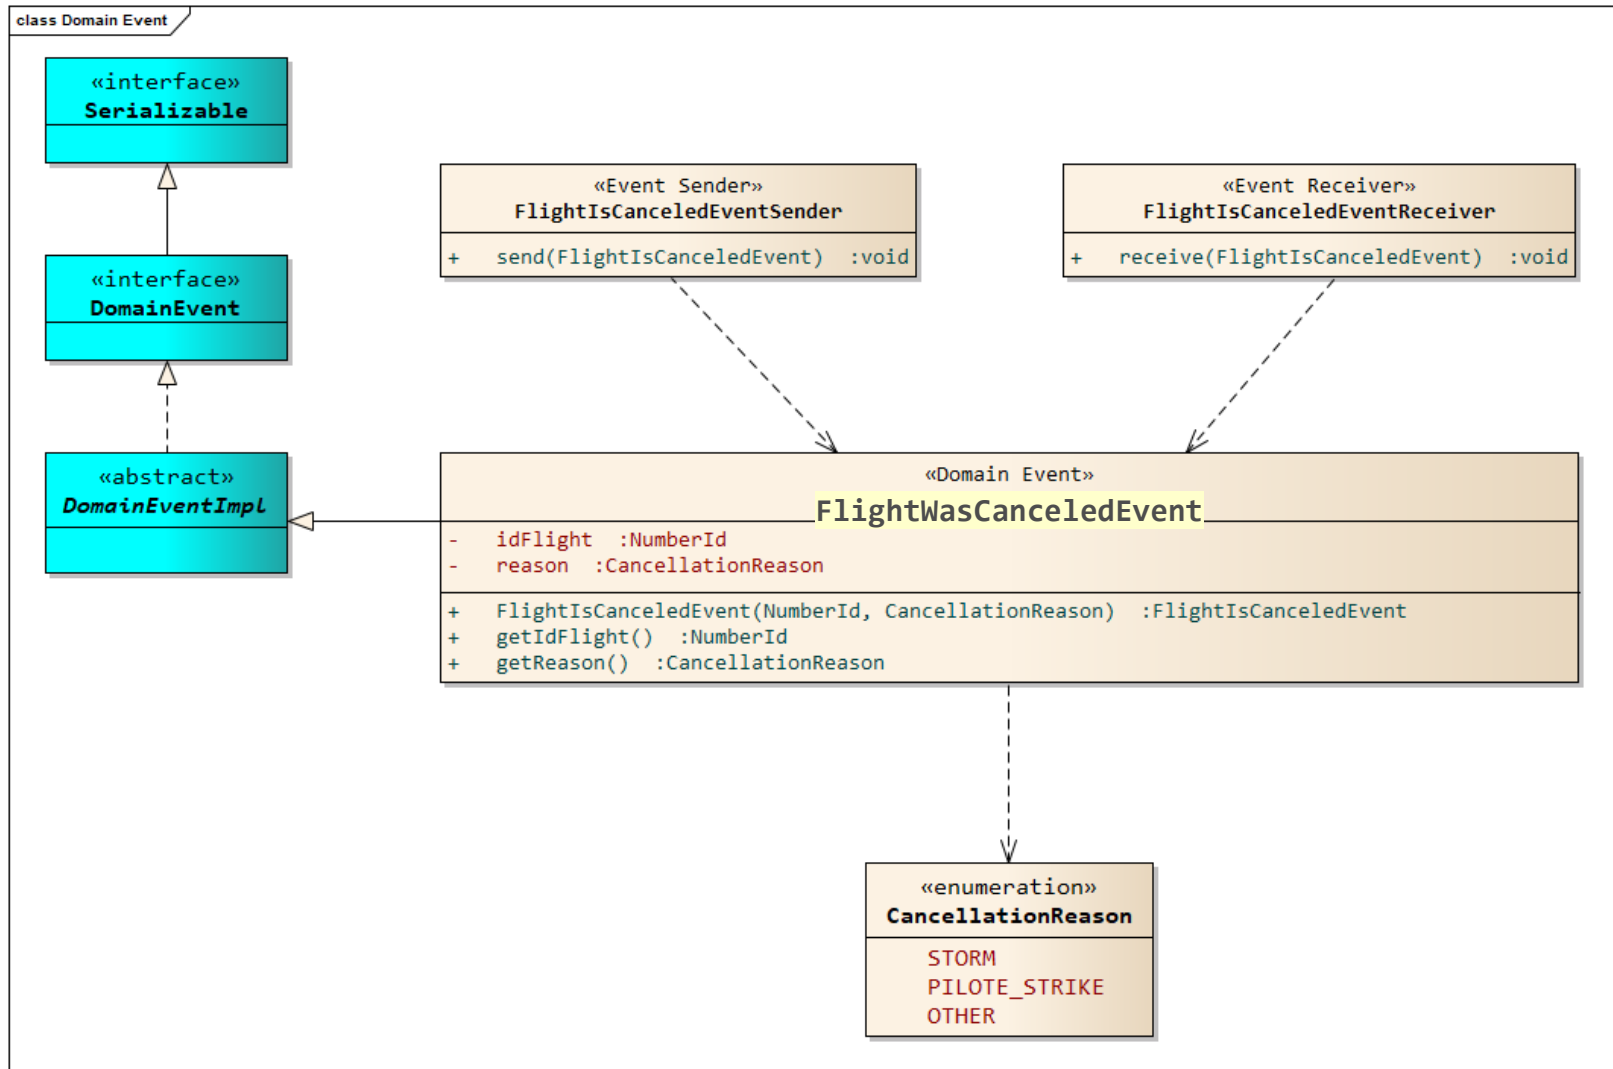 class Domain Event
«interface»
Serializable
«interface»
DomainEvent
«abstract»
DomainEventImpl
«Event Sender»
FlightIsCanceledEventSender
+ send(FlightIsCanceledEvent) :void
«Event Receiver»
FlightIsCanceledEventReceiver
+ receive(FlightIsCanceledEvent) :void
«Domain Event»
FlightWasCanceledEvent
- idFlight :NumberId
- reason :CancellationReason
+ FlightIsCanceledEvent(NumberId, CancellationReason) :FlightIsCanceledEvent
+ getIdFlight() :NumberId
+ getReason() :CancellationReason
«enumeration»
CancellationReason
STORM
PILOTE_STRIKE
OTHER